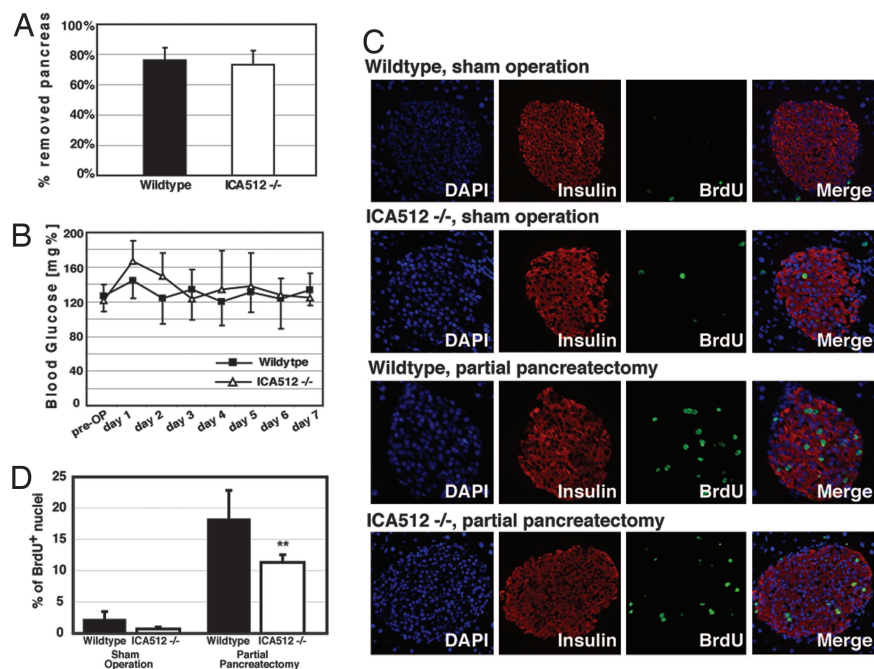 A
% removed pancreas
100%
80%
60%
40%
20%
0%
Wildtype
ICA512 -/-
B
Blood Glucose [mg%]
200
160
120
80
40
0
Wildytpe
ICA512 -/-
pre-OP
day 1
day 2
day 3
day 4
day 5
day 6
day 7
D
% of BrdU+ nuclei
25
20
15
10
5
0
**
Wildtype ICA512 -/-
Sham
Operation
Wildtype ICA512 -/-
Partial
Pancreatectomy
C
Wildtype, sham operation
DAPI Insulin BrdU Merge
ICA512 -/-, sham operation
DAPI Insulin BrdU Merge
Wildtype, partial pancreatectomy
DAPI Insulin BrdU Merge
ICA512 -/-, partial pancreatectomy
DAPI Insulin BrdU Merge